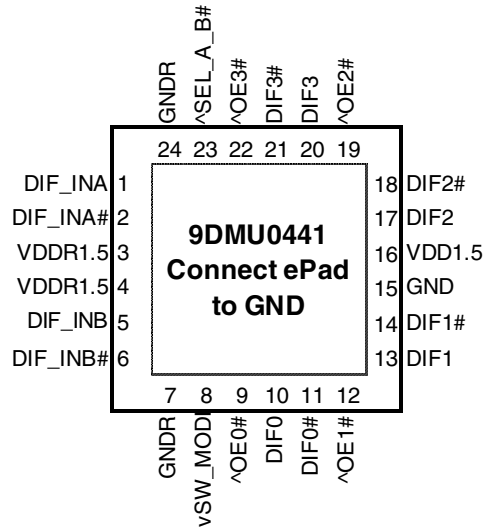 GNDR
^SEL_A_B#
^OE3#
DIF3#
DIF3
^OE2#
24 23 22 21 20 19
DIF_INA 1
DIF_INA# 2
VDDR1.5 3
VDDR1.5 4
DIF_INB 5
DIF_INB# 6
9DMU0441
Connect ePad
to GND
18 DIF2#
17 DIF2
16 VDD1.5
15 GND
14 DIF1#
13 DIF1
7 8 9 10 11 12
GNDR
vSW_MODE
^OE0#
DIF0
DIF0#
^OE1#